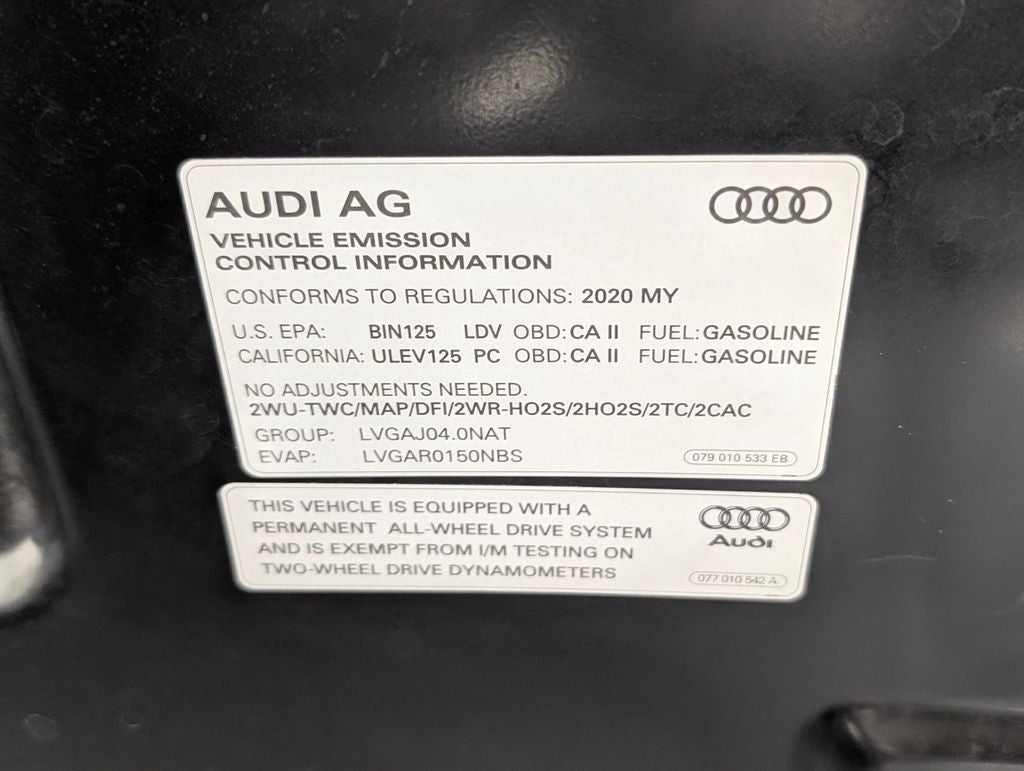 AUDI AG
VEHICLE EMISSION
CONTROL INFORMATION
CONFORMS TO REGULATIONS: 2020 MY
U.S. EPA: BIN125 LDV OBD: CA II FUEL: GASOLINE
CALIFORNIA: ULEV125 PC OBD: CA II FUEL: GASOLINE
NO ADJUSTMENTS NEEDED.
2WU-TWC/MAP/DFI/2WR-HO2S/2HO2S/2TC/2CAC
GROUP: LVGAJ04.0NAT
EVAP: LVGAR0150NBS
079 010 533 EB
THIS VEHICLE IS EQUIPPED WITH A
PERMANENT ALL-WHEEL DRIVE SYSTEM
AND IS EXEMPT FROM I/M TESTING ON
TWO-WHEEL DRIVE DYNAMOMETERS
Audi
077 010 542 A